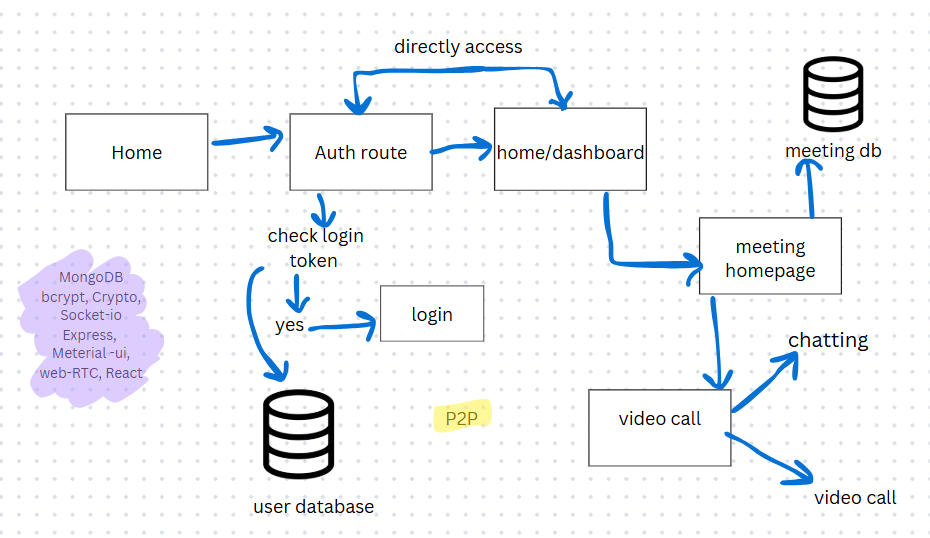 directly access
Home
Auth route
home/dashboard
meeting db
check login
token
meeting
homepage
MongoDB
bcrypt, Crypto,
Socket-io
Express,
Meterial -ui,
web-RTC, React
yes
login
chatting
P2P
video call
video call
user database